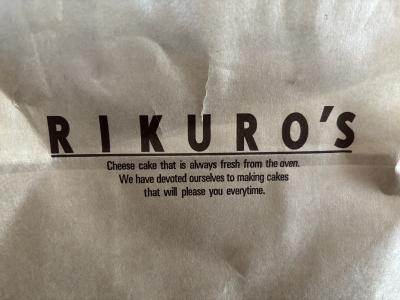 RIKURO'S
Cheese cake that is always fresh from the oven.
We have devoted ourselves to making cakes
that will please you everytime.